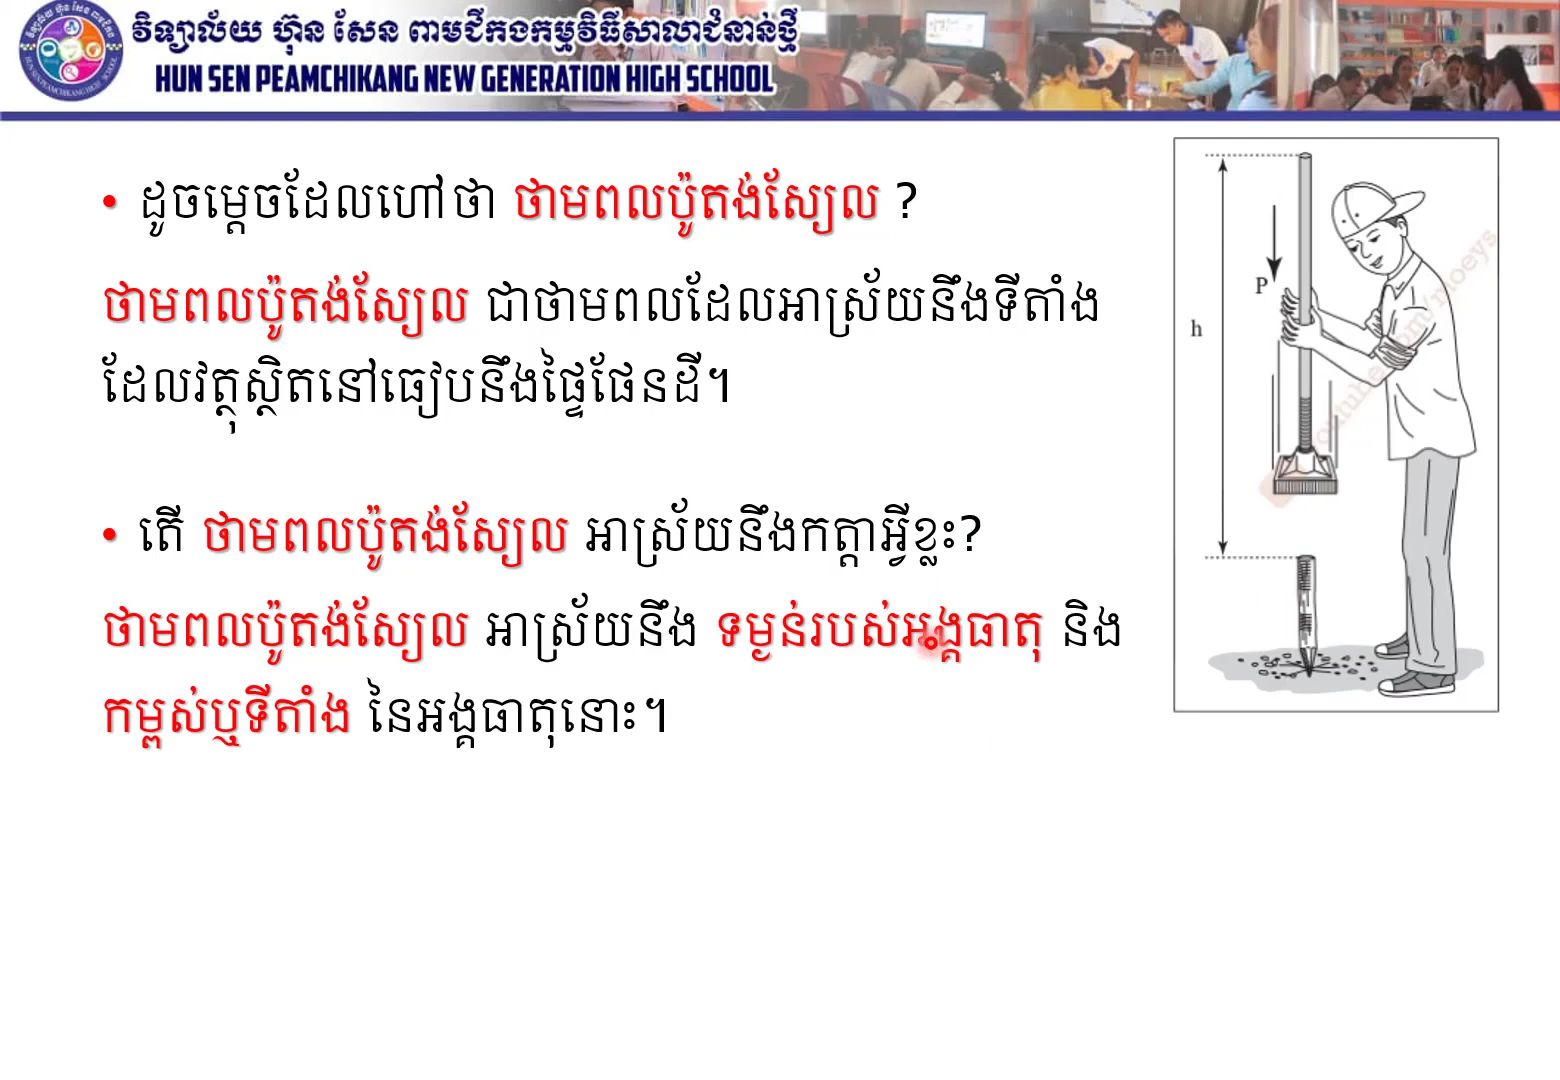 វិទ្យាល័យ ហ៊ុន សែន ពាមជីកងកម្មវិធីសាលាជំនាន់ថ្មី
HUN SEN PEAMCHIKANG NEW GENERATION HIGH SCHOOL
• ដូចម្ដេចដែលហៅថា ថាមពលប៉ូតង់ស្យែល ?
ថាមពលប៉ូតង់ស្យែល ជាថាមពលដែលអាស្រ័យនឹងទីតាំង
ដែលវត្ថុស្ថិតនៅធៀបនឹងផ្ទៃផែនដី។
• តើ ថាមពលប៉ូតង់ស្យែល អាស្រ័យនឹងកត្តាអ្វីខ្លះ?
ថាមពលប៉ូតង់ស្យែល អាស្រ័យនឹង ទម្ងន់របស់អង្គធាតុ និង
កម្ពស់ឬទីតាំង នៃអង្គធាតុនោះ។
P
h